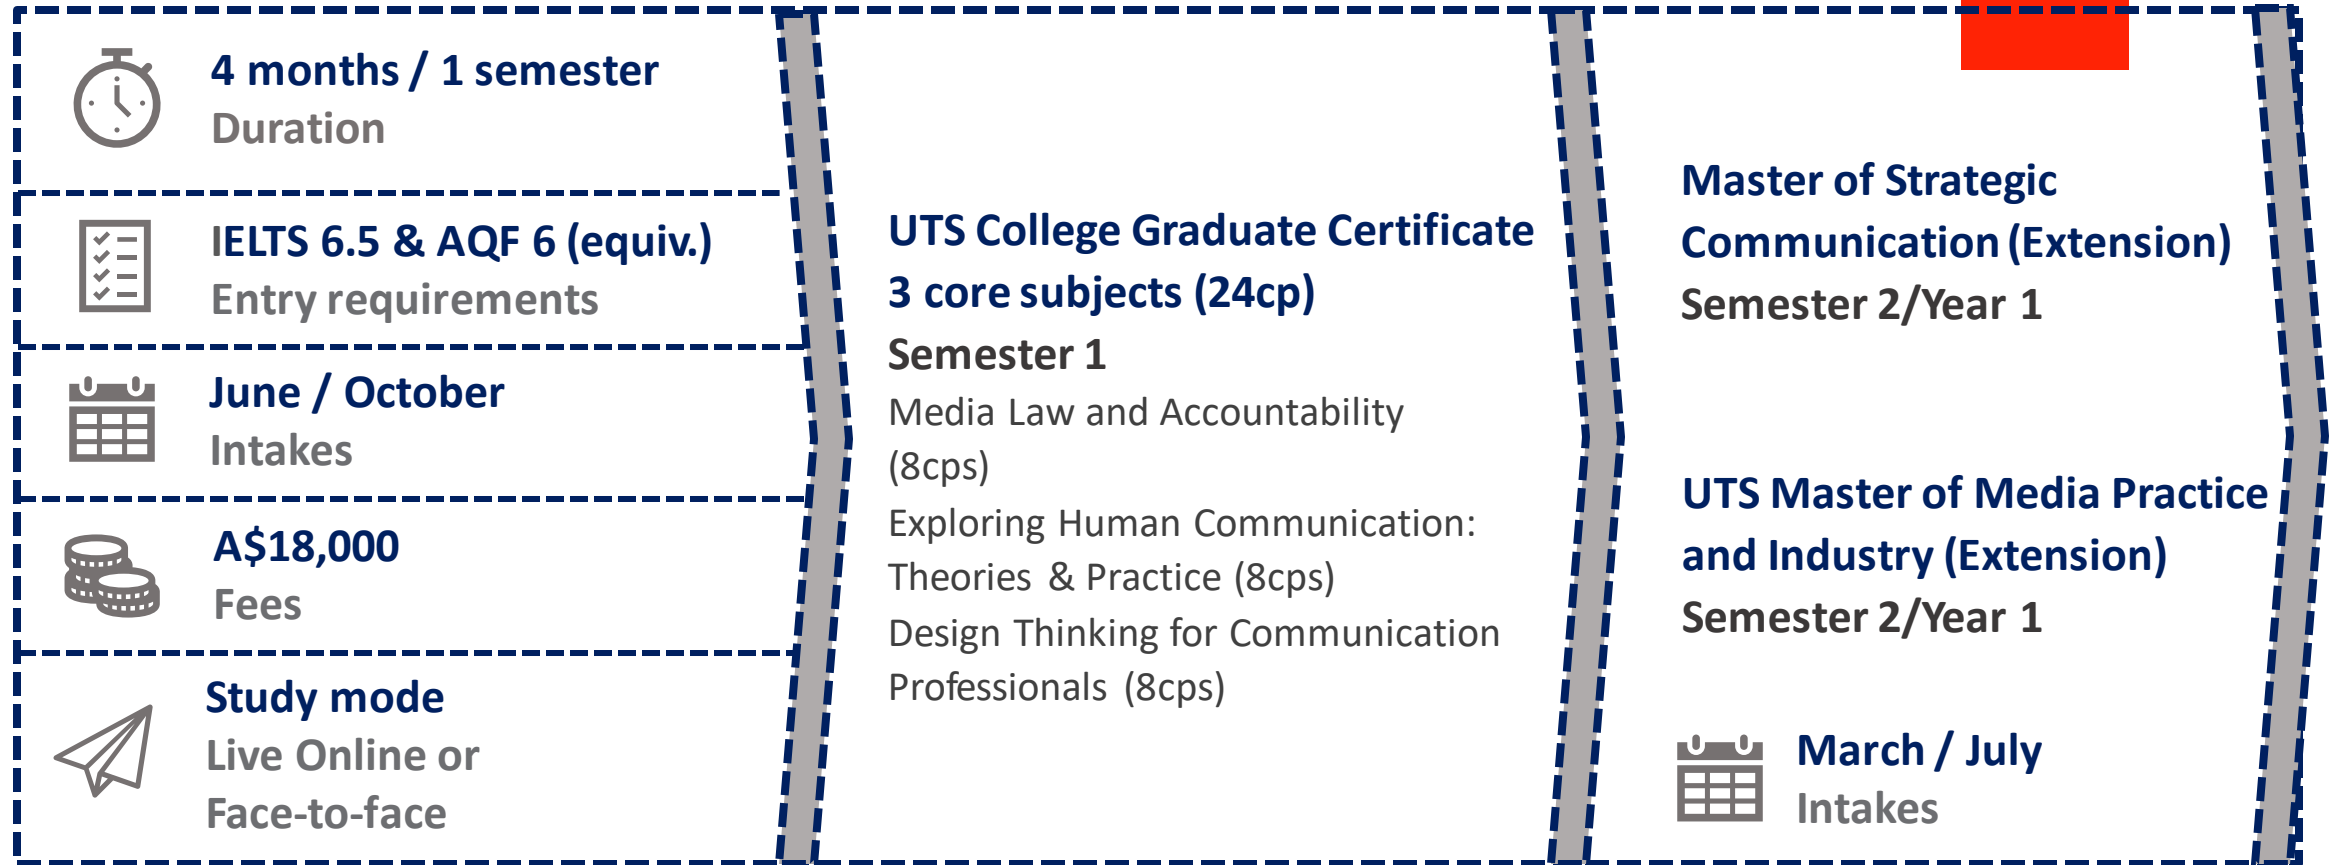 4 months / 1 semester
Duration
IELTS 6.5 & AQF 6 (equiv.)
Entry requirements
June / October
Intakes
A$18,000
Fees
Study mode
Live Online or
Face-to-face
UTS College Graduate Certificate
3 core subjects (24cp)
Semester 1
Media Law and Accountability
(8cps)
Exploring Human Communication:
Theories & Practice (8cps)
Design Thinking for Communication
Professionals (8cps)
Master of Strategic
Communication (Extension)
Semester 2/Year 1
UTS Master of Media Practice
and Industry (Extension)
Semester 2/Year 1
March / July
Intakes